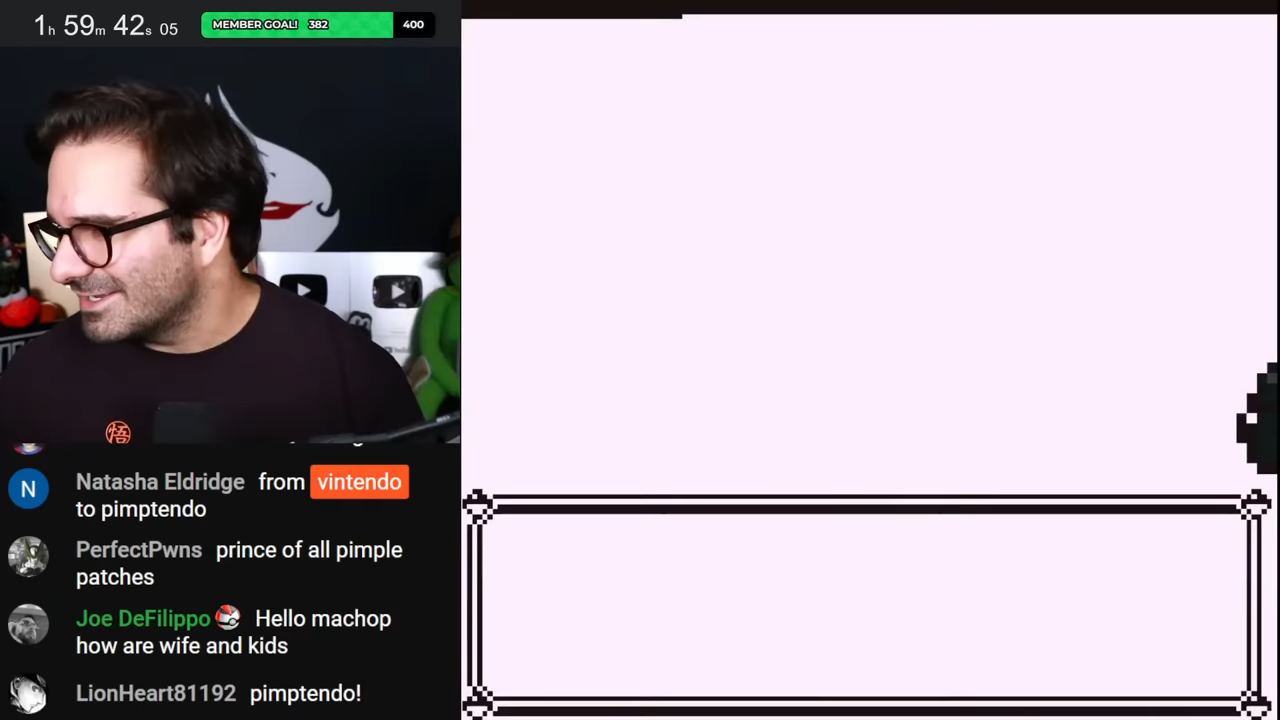 1h 59m 42s 05
MEMBER GOAL! 382 400
悟
Natasha Eldridge from vintendo
to pimptendo
N
PerfectPwns prince of all pimple
patches
Joe DeFilippo Hello machop
how are wife and kids
LionHeart81192 pimptendo!